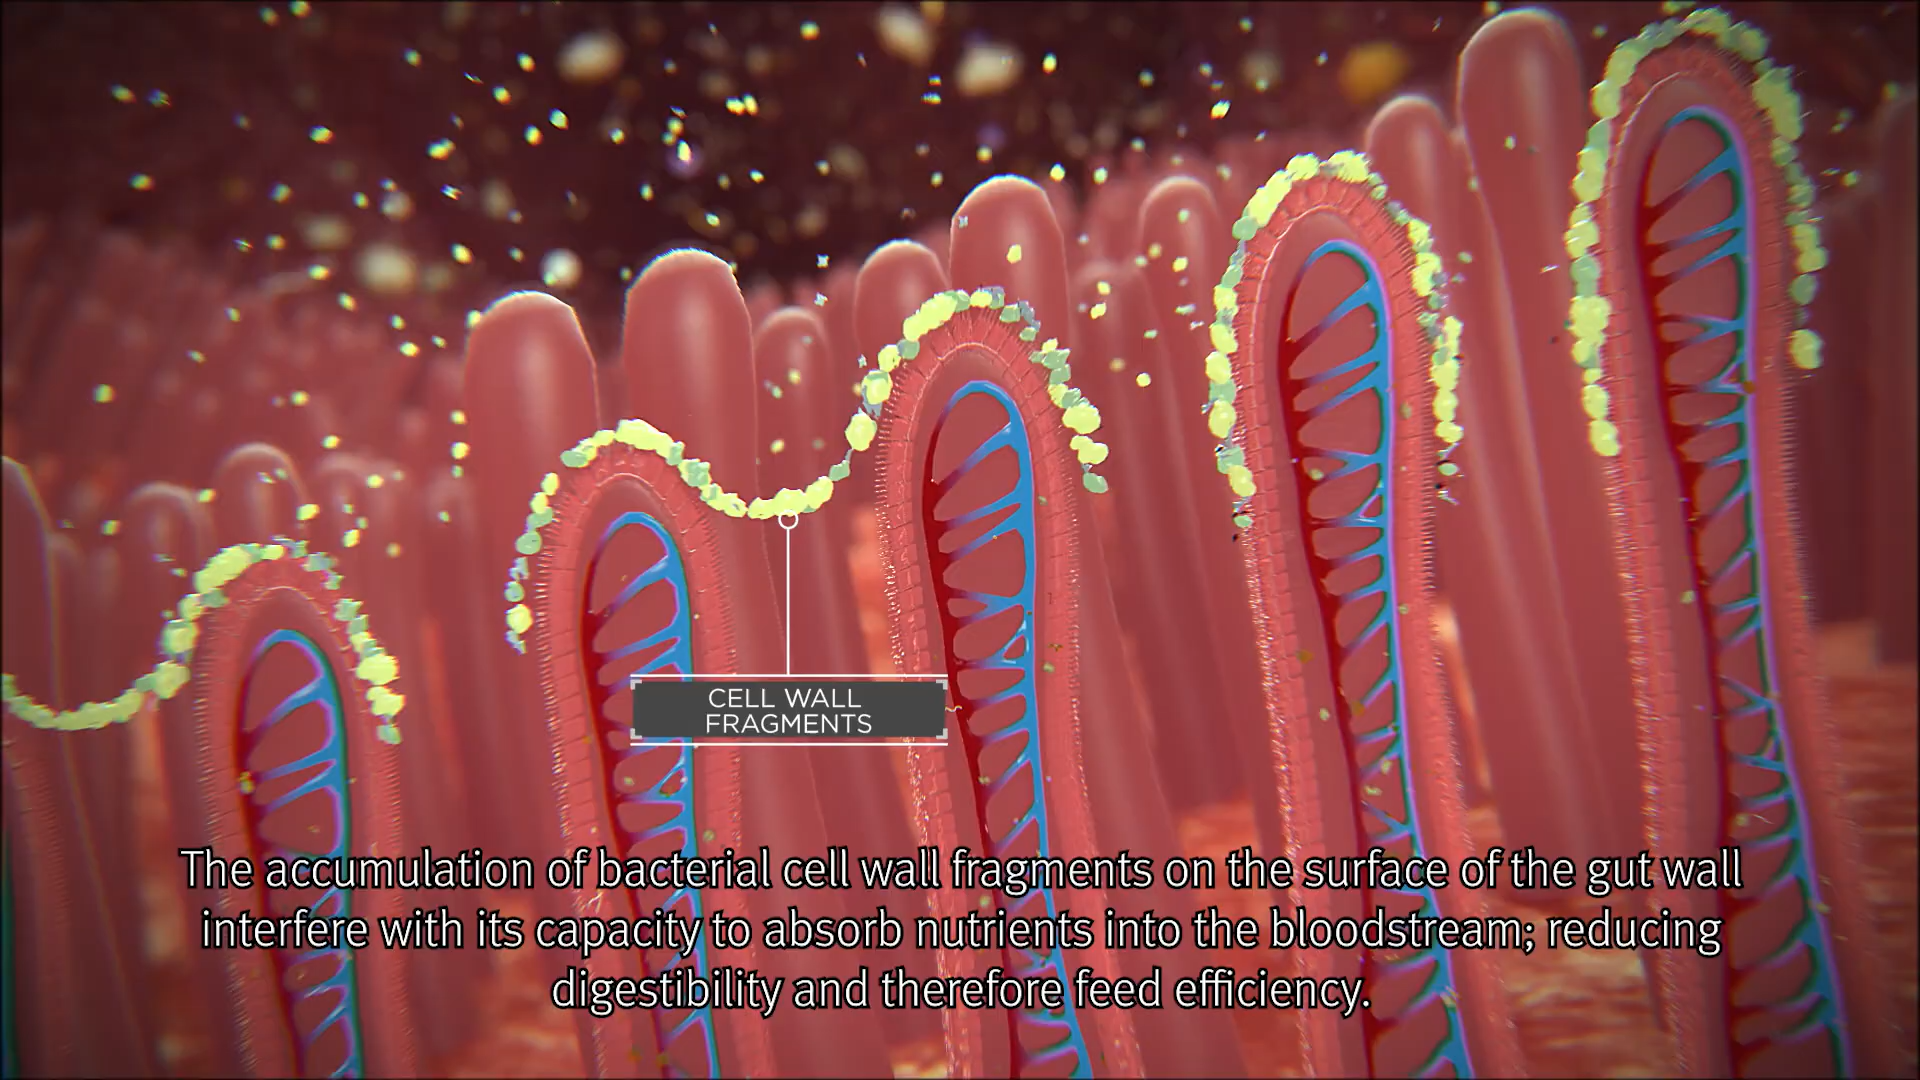 CELL WALL
FRAGMENTS
The accumulation of bacterial cell wall fragments on the surface of the gut wall
interfere with its capacity to absorb nutrients into the bloodstream; reducing
digestibility and therefore feed efficiency.